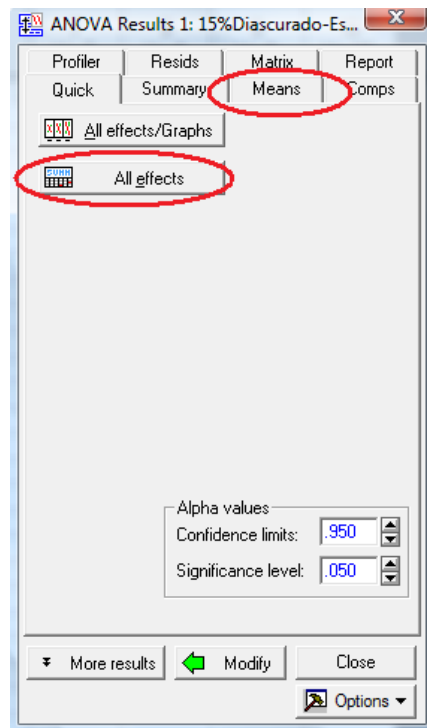 ANOVA Results 1: 15%Diascurado-Es...
Profiler Resids Matrix Report
Quick Summary Means Comps
All effects/Graphs
SUMM All effects
Alpha values
Confidence limits: .950
Significance level: .050
More results Modify Close
Options